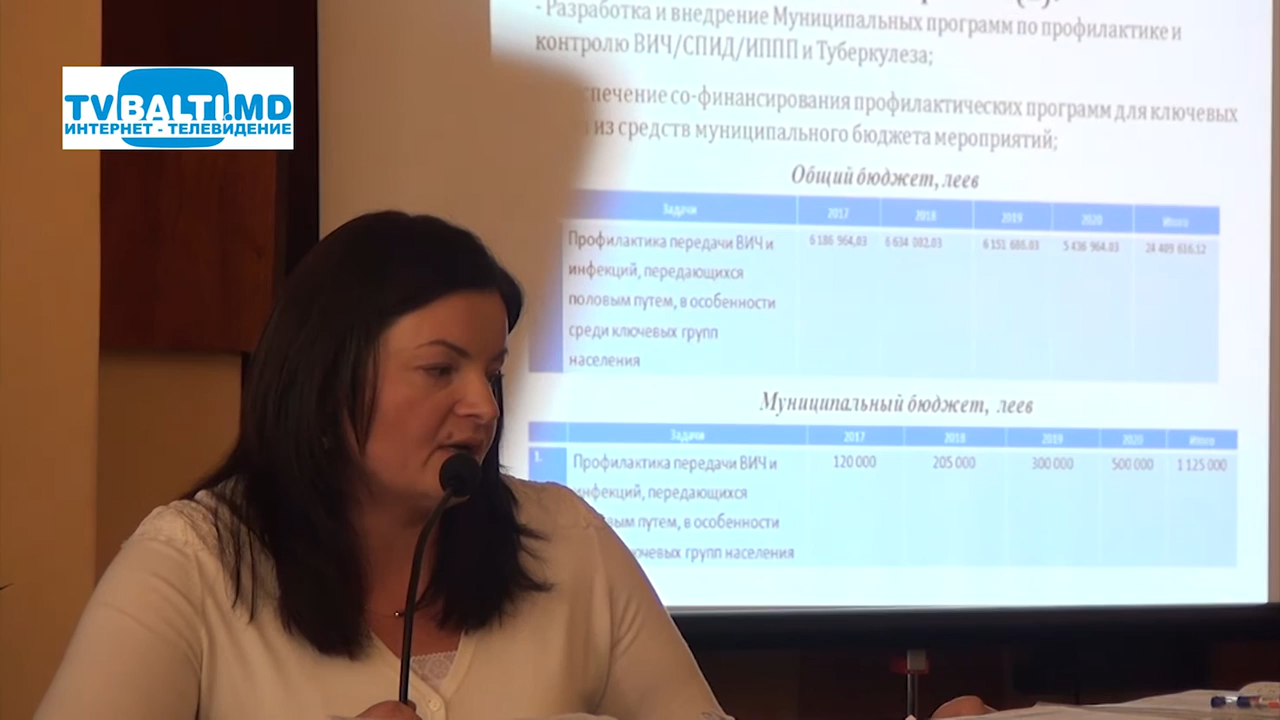 TVBALTI.MD
ИНТЕРНЕТ - ТЕЛЕВИДЕНИЕ
- Разработка и внедрение Муниципальных программ по профилактике и
контролю ВИЧ/СПИД/ИППП и Туберкулеза;
печение со-финансирования профилактических программ для ключевых
из средств муниципального бюджета мероприятий;
Общий бюджет, леев
Задачи 2017 2018 2019 2020 Итого
Профилактика передачи ВИЧ и 6 186 964,03 6 634 002.03 6 151 686.03 5 436 964.03 24 409 616.12
инфекций, передающихся
половым путем, в особенности
среди ключевых групп
населения
Муниципальный бюджет, леев
Задачи 2017 2018 2019 2020 Итого
1. Профилактика передачи ВИЧ и 120 000 205 000 300 000 500 000 1 125 000
инфекций, передающихся
вым путем, в особенности
ючевых групп населения